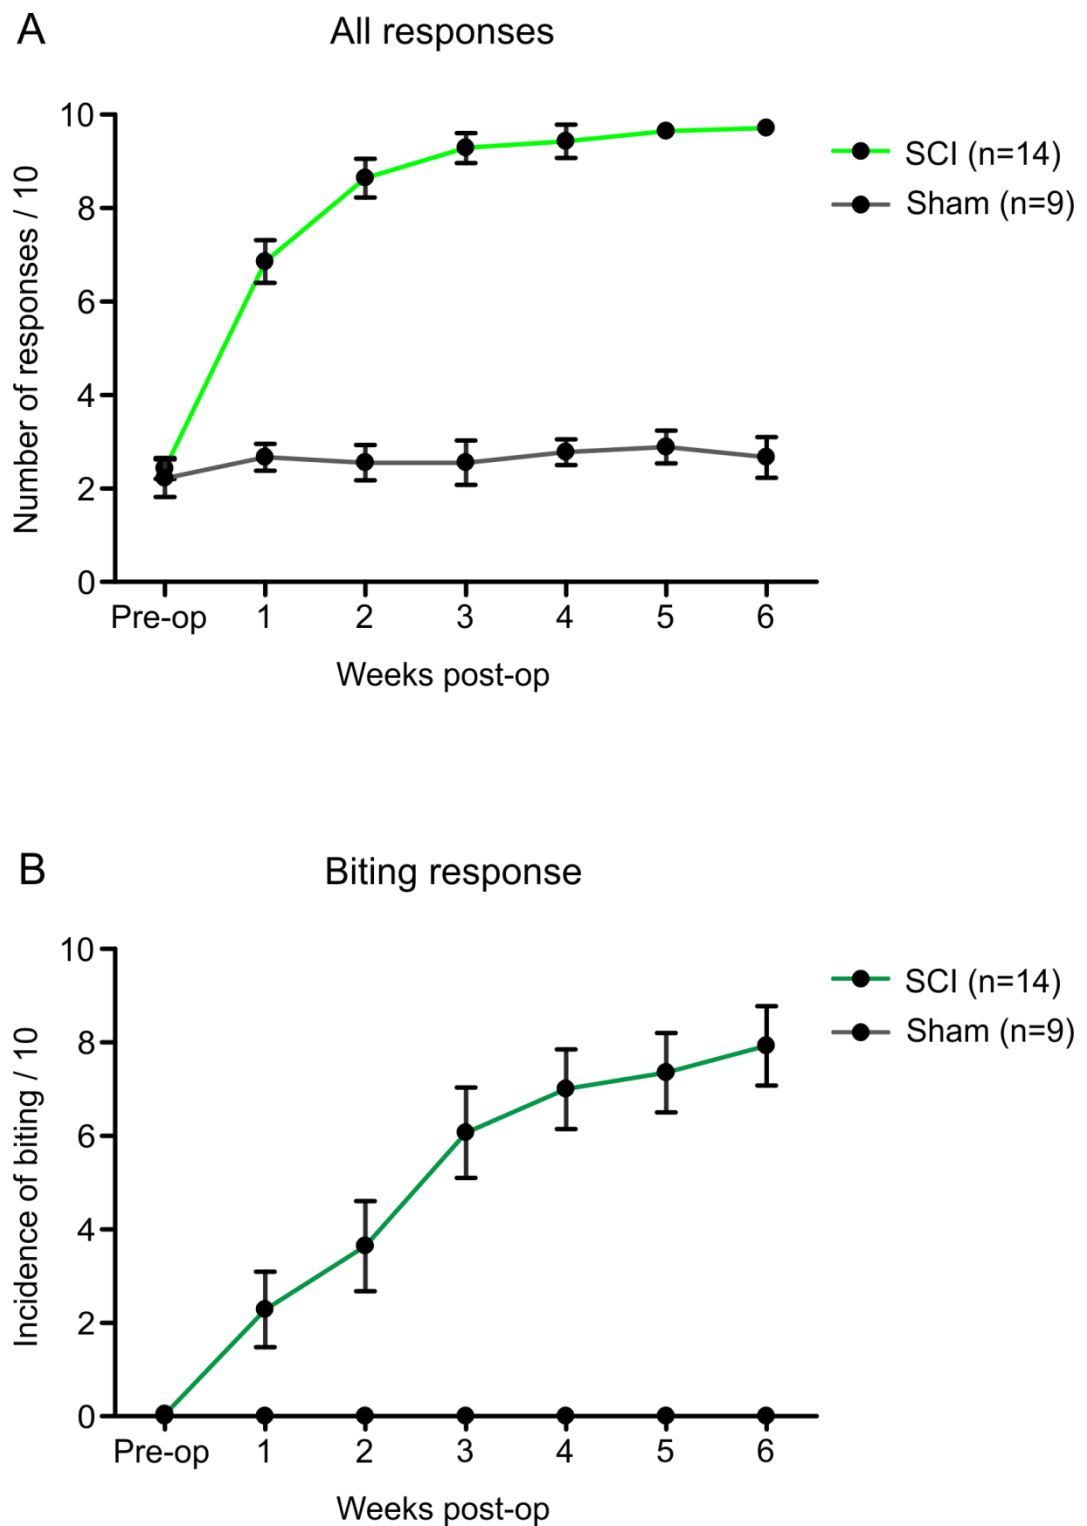 A
All responses
10
8
6
4
2
0
Number of responses / 10
Pre-op 1 2 3 4 5 6
Weeks post-op
SCI (n=14)
Sham (n=9)
B
Biting response
10
8
6
4
2
0
Incidence of biting / 10
Pre-op 1 2 3 4 5 6
Weeks post-op
SCI (n=14)
Sham (n=9)